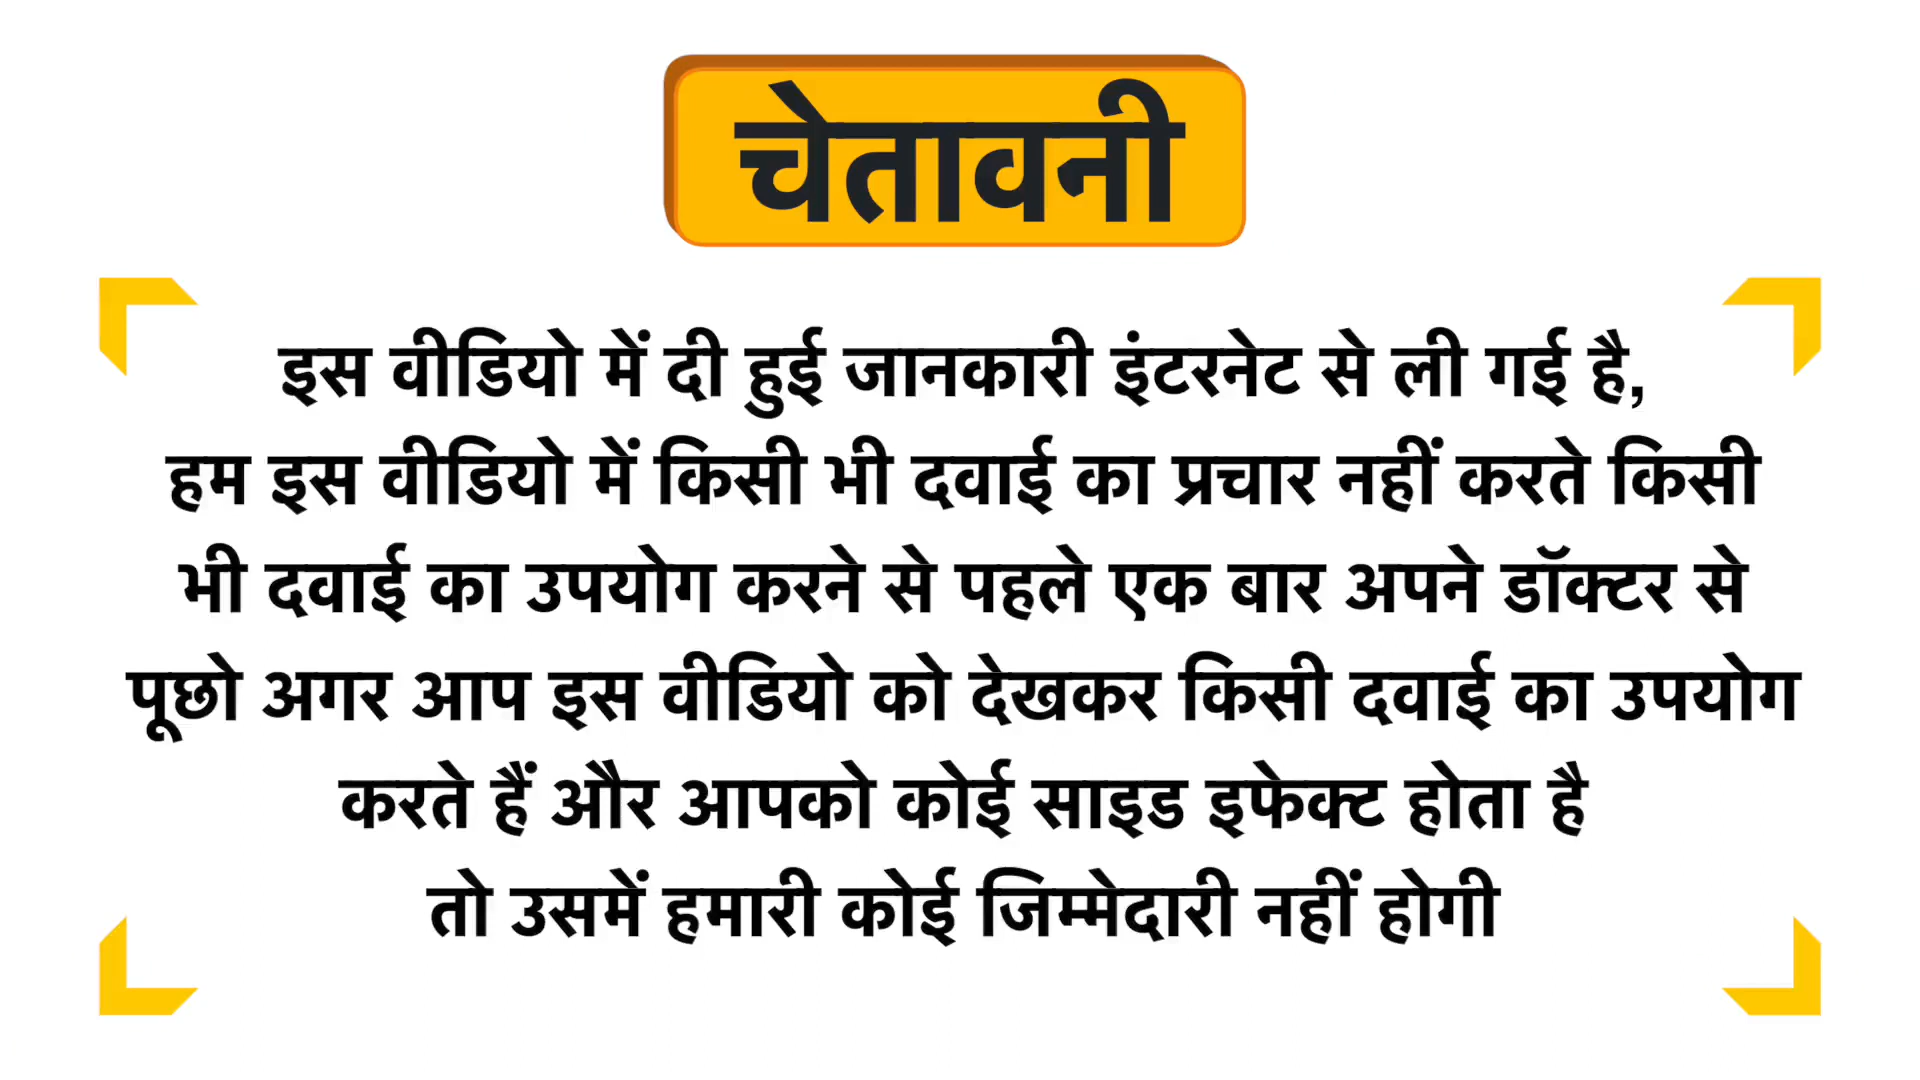 चेतावनी
इस वीडियो में दी हुई जानकारी इंटरनेट से ली गई है,
हम इस वीडियो में किसी भी दवाई का प्रचार नहीं करते किसी
भी दवाई का उपयोग करने से पहले एक बार अपने डॉक्टर से
पूछो अगर आप इस वीडियो को देखकर किसी दवाई का उपयोग
करते हैं और आपको कोई साइड इफेक्ट होता है
तो उसमें हमारी कोई जिम्मेदारी नहीं होगी